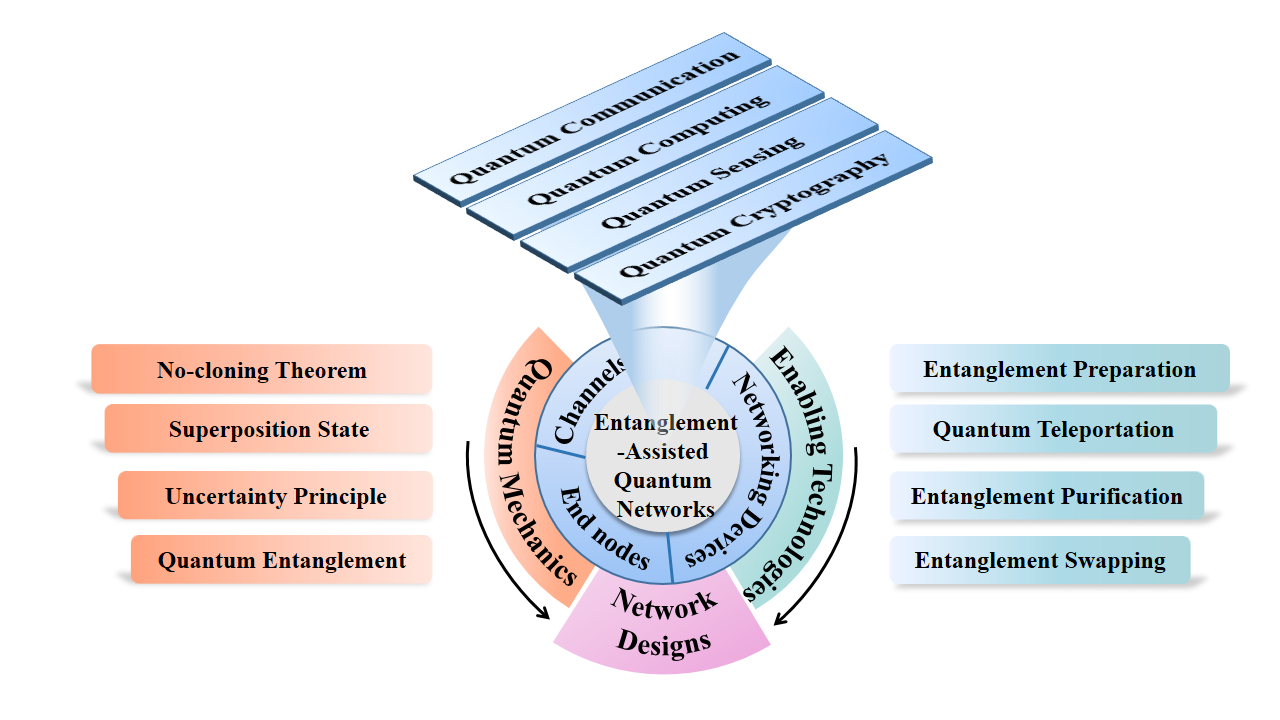 Quantum Communication
Quantum Computing
Quantum Sensing
Quantum Cryptography
No-cloning Theorem
Superposition State
Uncertainty Principle
Quantum Entanglement
Quantum Mechanics
Channels
End nodes
Networking Devices
Entanglement
-Assisted
Quantum
Networks
Enabling Technologies
Network
Designs
Entanglement Preparation
Quantum Teleportation
Entanglement Purification
Entanglement Swapping